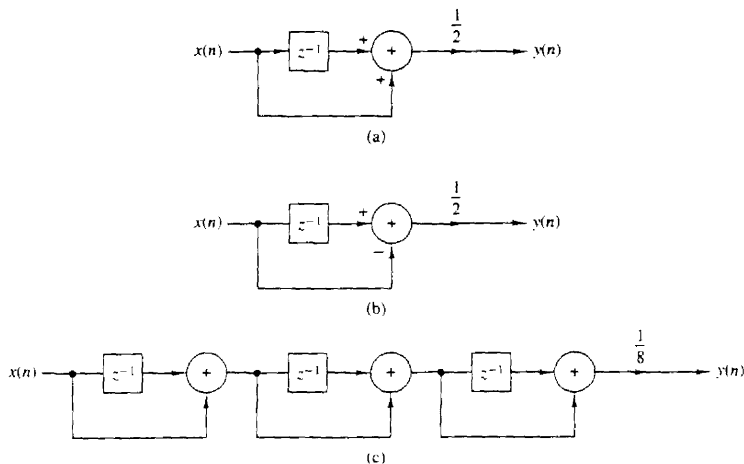 1/2
x(n) z⁻¹ + + + y(n)
(a)
1/2
x(n) z⁻¹ + + − y(n)
(b)
1/8
x(n) z⁻¹ + z⁻¹ + z⁻¹ + y(n)
(c)